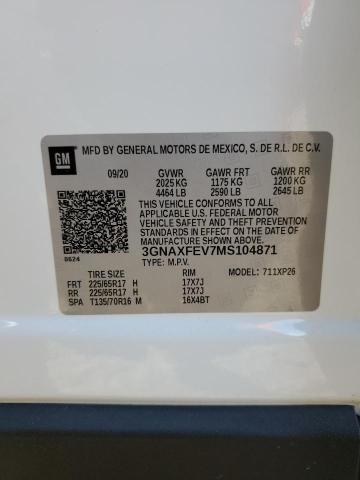 GM
MFD BY GENERAL MOTORS DE MEXICO, S. DE R.L. DE C.V.
09/20 GVWR GAWR FRT GAWR RR
2025 KG 1175 KG 1200 KG
4464 LB 2590 LB 2645 LB
THIS VEHICLE CONFORMS TO ALL
APPLICABLE U.S. FEDERAL MOTOR
VEHICLE SAFETY AND THEFT PREVENTION
STANDARDS IN EFFECT ON THE DATE OF
MANUFACTURE SHOWN ABOVE.
0624 3GNAXFEV7MS104871
TYPE: M.P.V.
TIRE SIZE RIM MODEL: 711XP26
FRT 225/65R17 H 17X7J
RR 225/65R17 H 17X7J
SPA T135/70R16 M 16X4BT